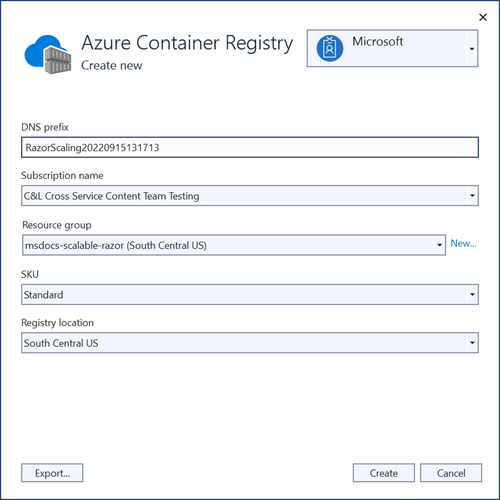 Azure Container Registry
Create new
Microsoft
DNS prefix
RazorScaling20220915131713
Subscription name
C&L Cross Service Content Team Testing
Resource group
msdocs-scalable-razor (South Central US)
New...
SKU
Standard
Registry location
South Central US
Export...
Create
Cancel